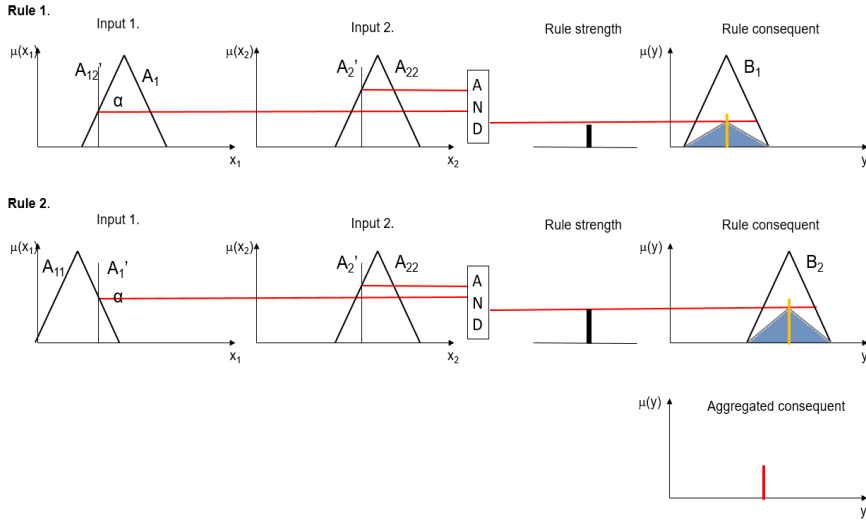 Rule 1.
Input 1.
Input 2.
Rule strength
Rule consequent
μ(x1)
A12'
A1
α
x1
μ(x2)
A2'
A22
x2
A
N
D
μ(y)
B1
y
Rule 2.
Input 1.
Input 2.
Rule strength
Rule consequent
μ(x1)
A11
A1'
α
x1
μ(x2)
A2'
A22
x2
A
N
D
μ(y)
B2
y
μ(y)
Aggregated consequent
y